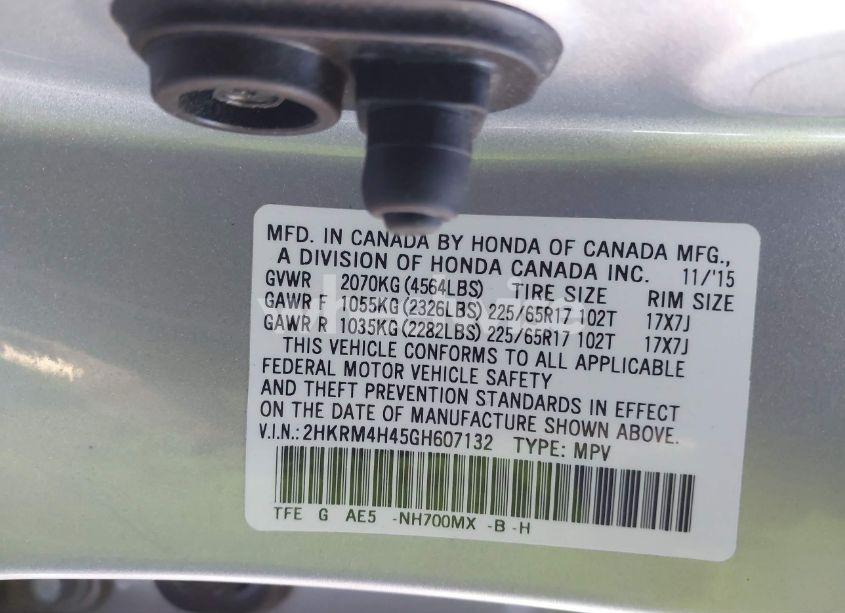 MFD. IN CANADA BY HONDA OF CANADA MFG.,
A DIVISION OF HONDA CANADA INC. 11/'15
GVWR 2070KG (4564LBS) TIRE SIZE RIM SIZE
GAWR F 1055KG (2326LBS) 225/65R17 102T 17X7J
GAWR R 1035KG (2282LBS) 225/65R17 102T 17X7J
THIS VEHICLE CONFORMS TO ALL APPLICABLE
FEDERAL MOTOR VEHICLE SAFETY
AND THEFT PREVENTION STANDARDS IN EFFECT
ON THE DATE OF MANUFACTURE SHOWN ABOVE.
V.I.N.: 2HKRM4H45GH607132 TYPE: MPV
TFE G AE5 -NH700MX -B -H